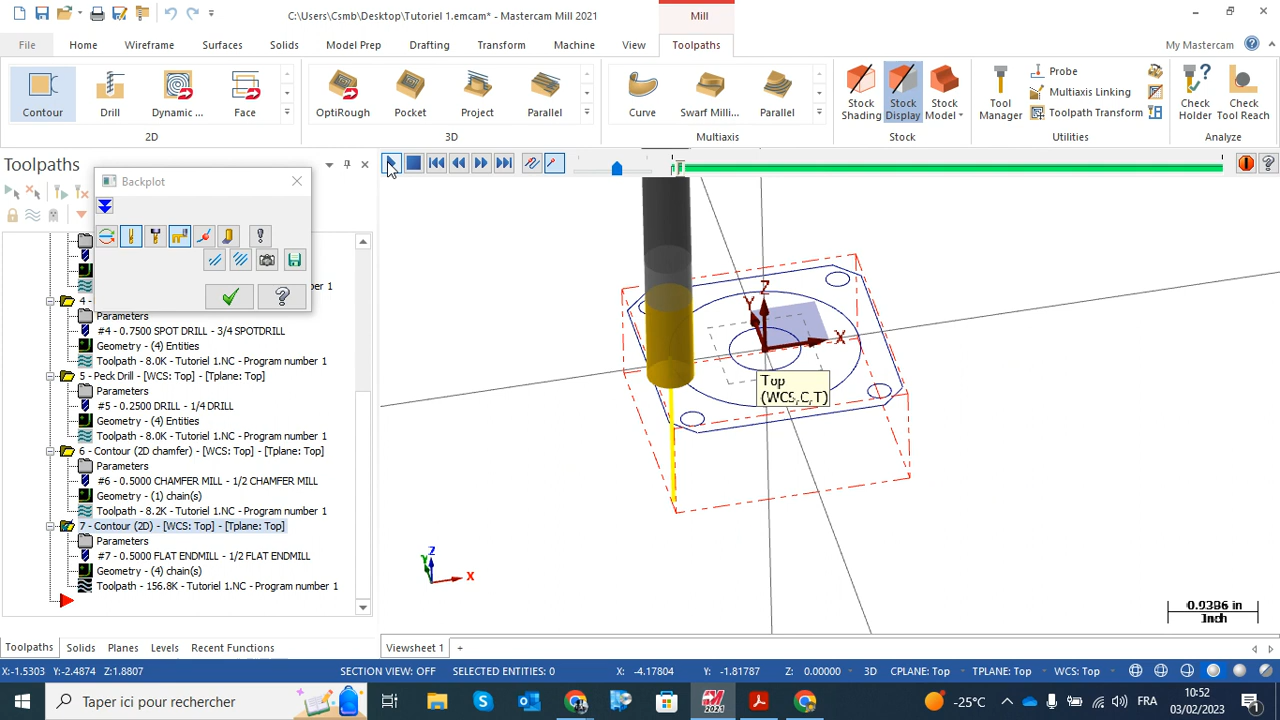 C:\Users\Csmb\Desktop\Tutoriel 1.emcam* - Mastercam Mill 2021
Mill
File
Home
Wireframe
Surfaces
Solids
Model Prep
Drafting
Transform
Machine
View
Toolpaths
My Mastercam
Contour
Drill
Dynamic ...
Face
2D
OptiRough
Pocket
Project
Parallel
3D
Curve
Swarf Milli...
Parallel
Multiaxis
Stock Shading
Stock Display
Stock Model
Stock
Tool Manager
Probe
Multiaxis Linking
Toolpath Transform
Utilities
Check Holder
Check Tool Reach
Analyze
Toolpaths
Backplot
er 1
4 -
Parameters
#4 - 0.7500 SPOT DRILL - 3/4 SPOTDRILL
Geometry - (4) Entities
Toolpath - 8.0K - Tutoriel 1.NC - Program number 1
5 - Peck Drill - [WCS: Top] - [Tplane: Top]
Parameters
#5 - 0.2500 DRILL - 1/4 DRILL
Geometry - (4) Entities
Toolpath - 8.0K - Tutoriel 1.NC - Program number 1
6 - Contour (2D chamfer) - [WCS: Top] - [Tplane: Top]
Parameters
#6 - 0.5000 CHAMFER MILL - 1/2 CHAMFER MILL
Geometry - (1) chain(s)
Toolpath - 8.2K - Tutoriel 1.NC - Program number 1
7 - Contour (2D) - [WCS: Top] - [Tplane: Top]
Parameters
#7 - 0.5000 FLAT ENDMILL - 1/2 FLAT ENDMILL
Geometry - (4) chain(s)
Toolpath - 156.8K - Tutoriel 1.NC - Program number 1
Z
Y
X
Top
(WCS,C,T)
Z
Y
X
0.9386 in
Inch
Toolpaths
Solids
Planes
Levels
Recent Functions
Viewsheet 1
+
X:-1.5303 Y:-2.4874 Z:1.8807
SECTION VIEW: OFF
SELECTED ENTITIES: 0
X: -4.17804
Y: -1.81787
Z: 0.00000
3D
CPLANE: Top
TPLANE: Top
WCS: Top
Taper ici pour rechercher
2021
-25°C
FRA
10:52
03/02/2023
1